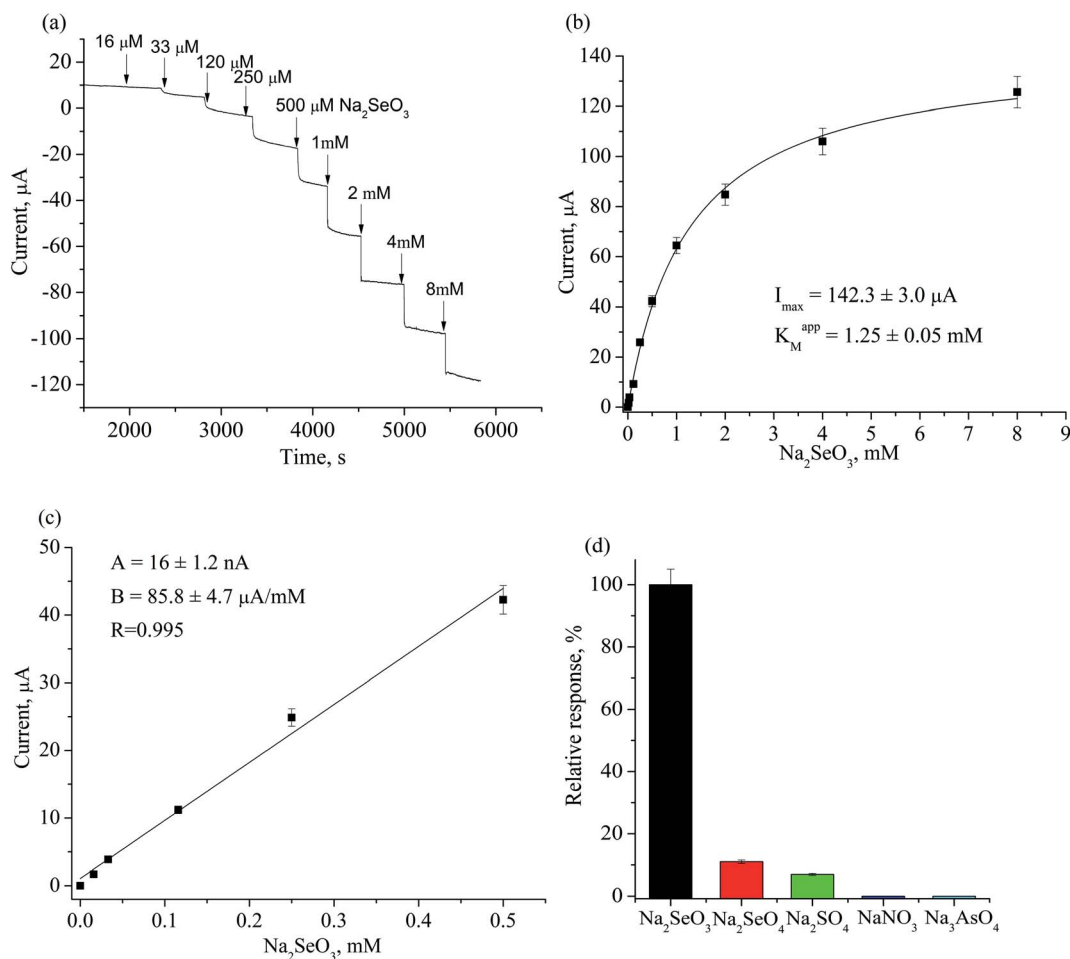 (a)
16 μM
33 μM
120 μM
250 μM
500 μM Na₂SeO₃
1mM
2 mM
4mM
8mM
20
0
-20
-40
-60
-80
-100
-120
Current, μA
2000 3000 4000 5000 6000
Time, s
(b)
140
120
100
80
60
40
20
0
Current, μA
I_max = 142.3 ± 3.0 μA
K_M^app = 1.25 ± 0.05 mM
0 1 2 3 4 5 6 7 8 9
Na₂SeO₃, mM
(c)
A = 16 ± 1.2 nA
B = 85.8 ± 4.7 μA/mM
R=0.995
50
40
30
20
10
0
Current, μA
0.0 0.1 0.2 0.3 0.4 0.5
Na₂SeO₃, mM
(d)
100
80
60
40
20
0
Relative response, %
Na₂SeO₃ Na₂SeO₄ Na₂SO₄ NaNO₃ Na₃AsO₄